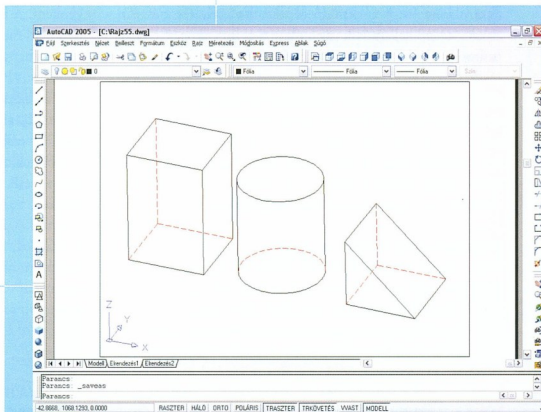 AutoCAD 2005 - [C:\Rajz55.dwg]
Fájl Szerkesztés Nézet Beilleszt Formátum Eszköz Rajz Méretezés Módosítás Express Ablak Súgó
0 Fólia Fólia Fólia
A
Z
Y
X
Modell Elrendezés1 Elrendezés2
Parancs:
Parancs: _saveas
Parancs:
-42.8668, 1068.1293, 0.0000 RASZTER HÁLÓ ORTO POLÁRIS TRASZTER TRKÖVETÉS VVAST MODELL